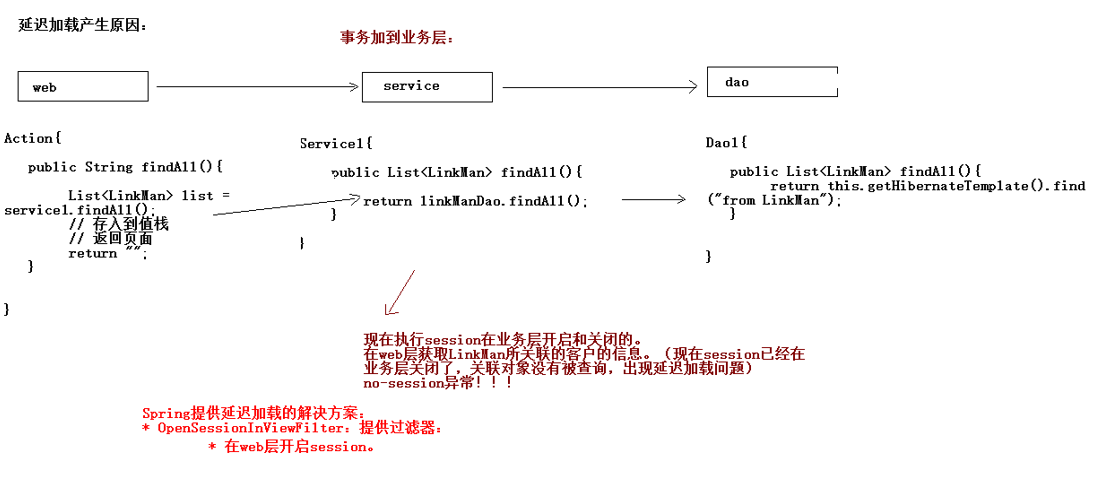 延迟加载产生原因：
事务加到业务层：
web
service
dao
Action{
public String findAll(){
List<LinkMan> list =
service1.findAll();
// 存入到值栈
// 返回页面
return "";
}
}
Service1{
public List<LinkMan> findAll(){
return linkManDao.findAll();
}
}
Dao1{
public List<LinkMan> findAll(){
return this.getHibernateTemplate().find
("from LinkMan");
}
}
现在执行session在业务层开启和关闭的。
在web层获取LinkMan所关联的客户的信息。（现在session已经在
业务层关闭了，关联对象没有被查询，出现延迟加载问题）
no-session异常！！！
Spring提供延迟加载的解决方案：
* OpenSessionInViewFilter：提供过滤器：
* 在web层开启session。